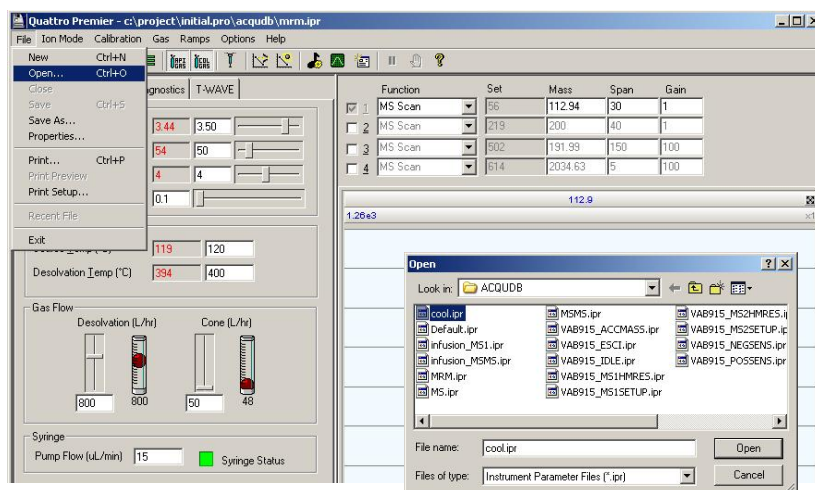 Quattro Premier - c:\project\initial.pro\acqudb\mrm.ipr
File Ion Mode Calibration Gas Ramps Options Help
New Ctrl+N
Open... Ctrl+O
Close
Save Ctrl+S
Save As...
Properties...
Print... Ctrl+P
Print Preview
Print Setup...
Recent File
Exit
T-WAVE
3.44 3.50
54 50
4 4
0.1
119 120
Desolvation Temp (°C) 394 400
Gas Flow
Desolvation (L/hr) Cone (L/hr)
800 800 50 48
Syringe
Pump Flow (uL/min) 15 Syringe Status
Function Set Mass Span Gain
1 MS Scan 56 112.94 30 1
2 MS Scan 219 200 40 1
3 MS Scan 502 191.99 150 100
4 MS Scan 614 2034.63 5 100
112.9
1.26e3
Open
Look in: ACQUDB
cool.ipr MSMS.ipr
Default.ipr VAB915_ACCMASS.ipr
infusion_MS1.ipr VAB915_ESCI.ipr VAB915_NEGSENS.ipr
infusion_MSMS.ipr VAB915_IDLE.ipr VAB915_POSSENS.ipr
MRM.ipr VAB915_MS1HMRES.ipr
MS.ipr VAB915_MS1SETUP.ipr
File name: cool.ipr Open
Files of type: Instrument Parameter Files (*.ipr) Cancel